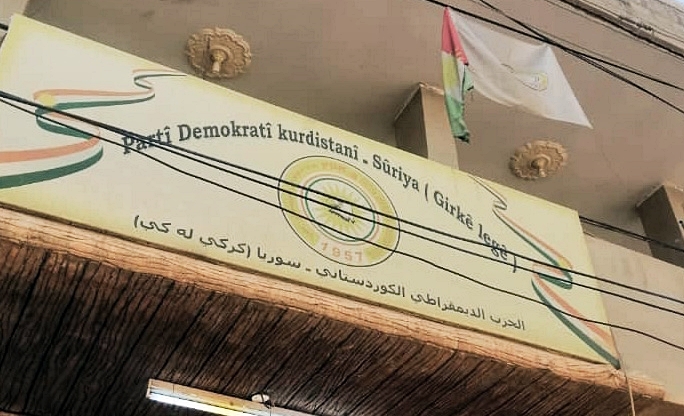 Partî Demokratî kurdistanî - Sûriya ( Girkê legê )
1957
الحزب الديمقراطي الكوردستاني - سوريا (كركي له كي)